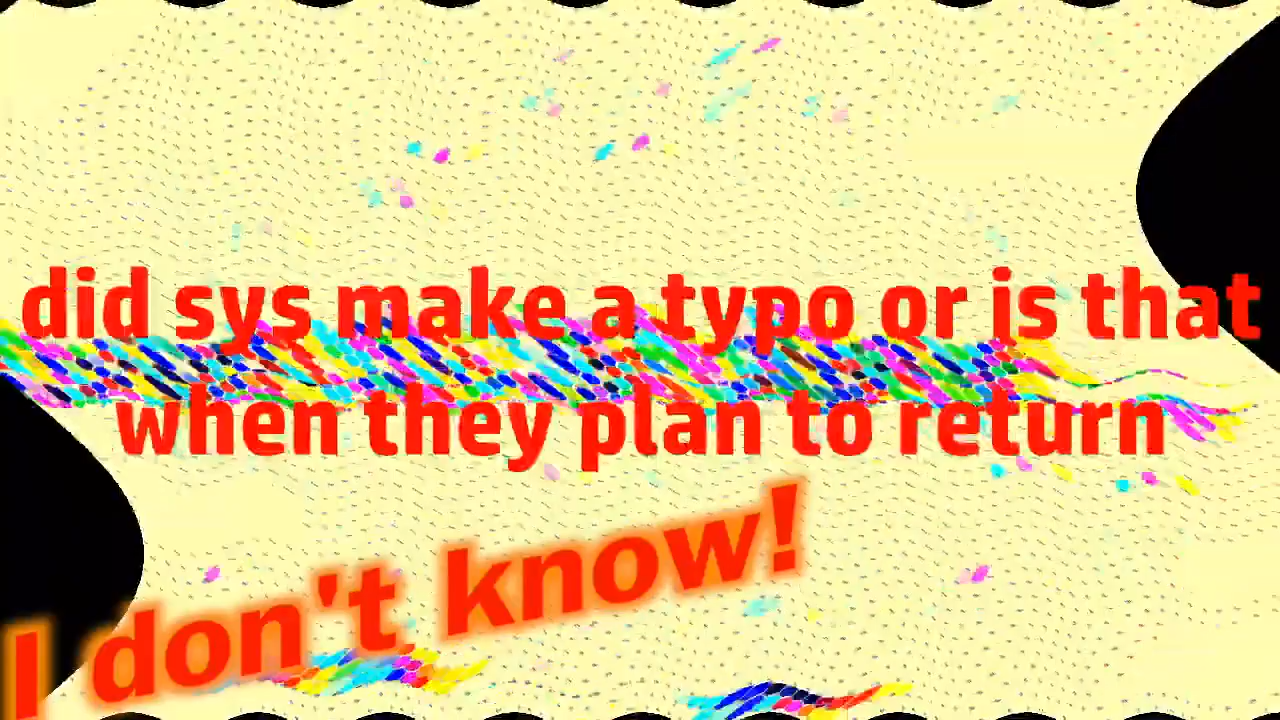 did sys make a typo or is that
when they plan to return
I don't know!